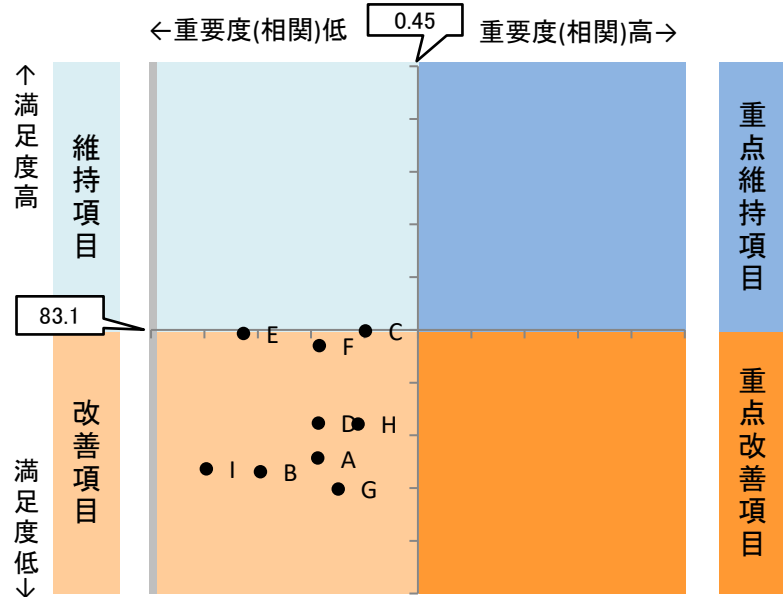 ←重要度(相関)低
0.45
重要度(相関)高→
↑満足度高
維持項目
重点維持項目
83.1
E
C
F
D
H
A
I
B
G
改善項目
重点改善項目
満足度低↓